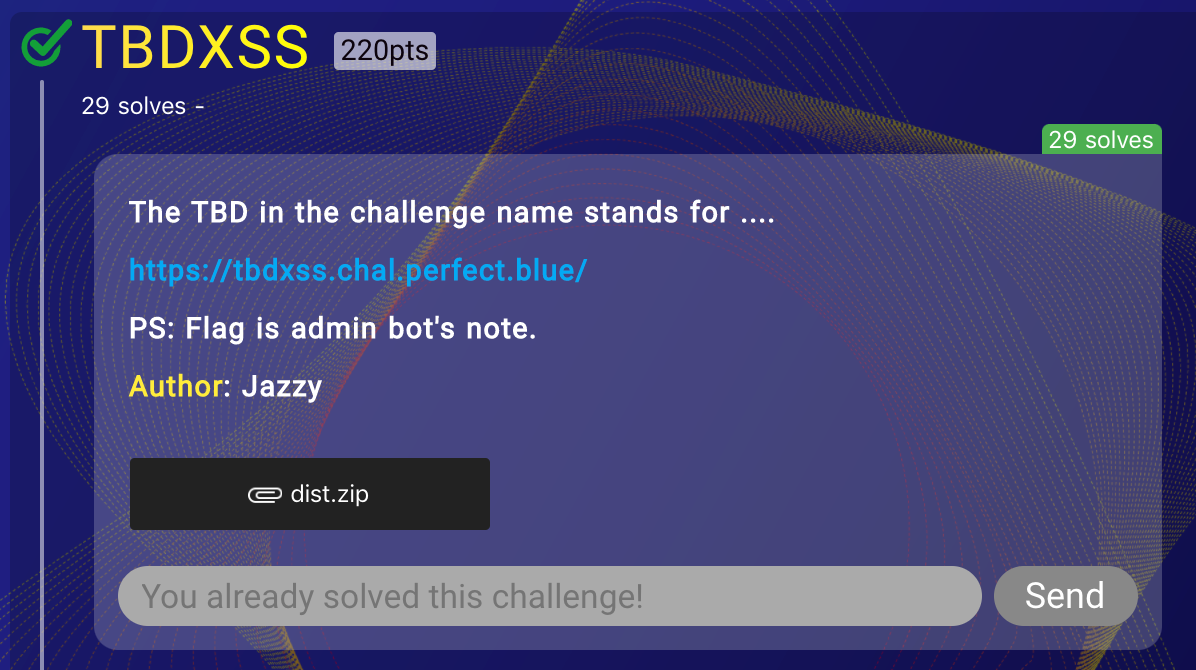 TBDXSS 220pts
29 solves -
29 solves
The TBD in the challenge name stands for ....
https://tbdxss.chal.perfect.blue/
PS: Flag is admin bot's note.
Author: Jazzy
dist.zip
You already solved this challenge! Send